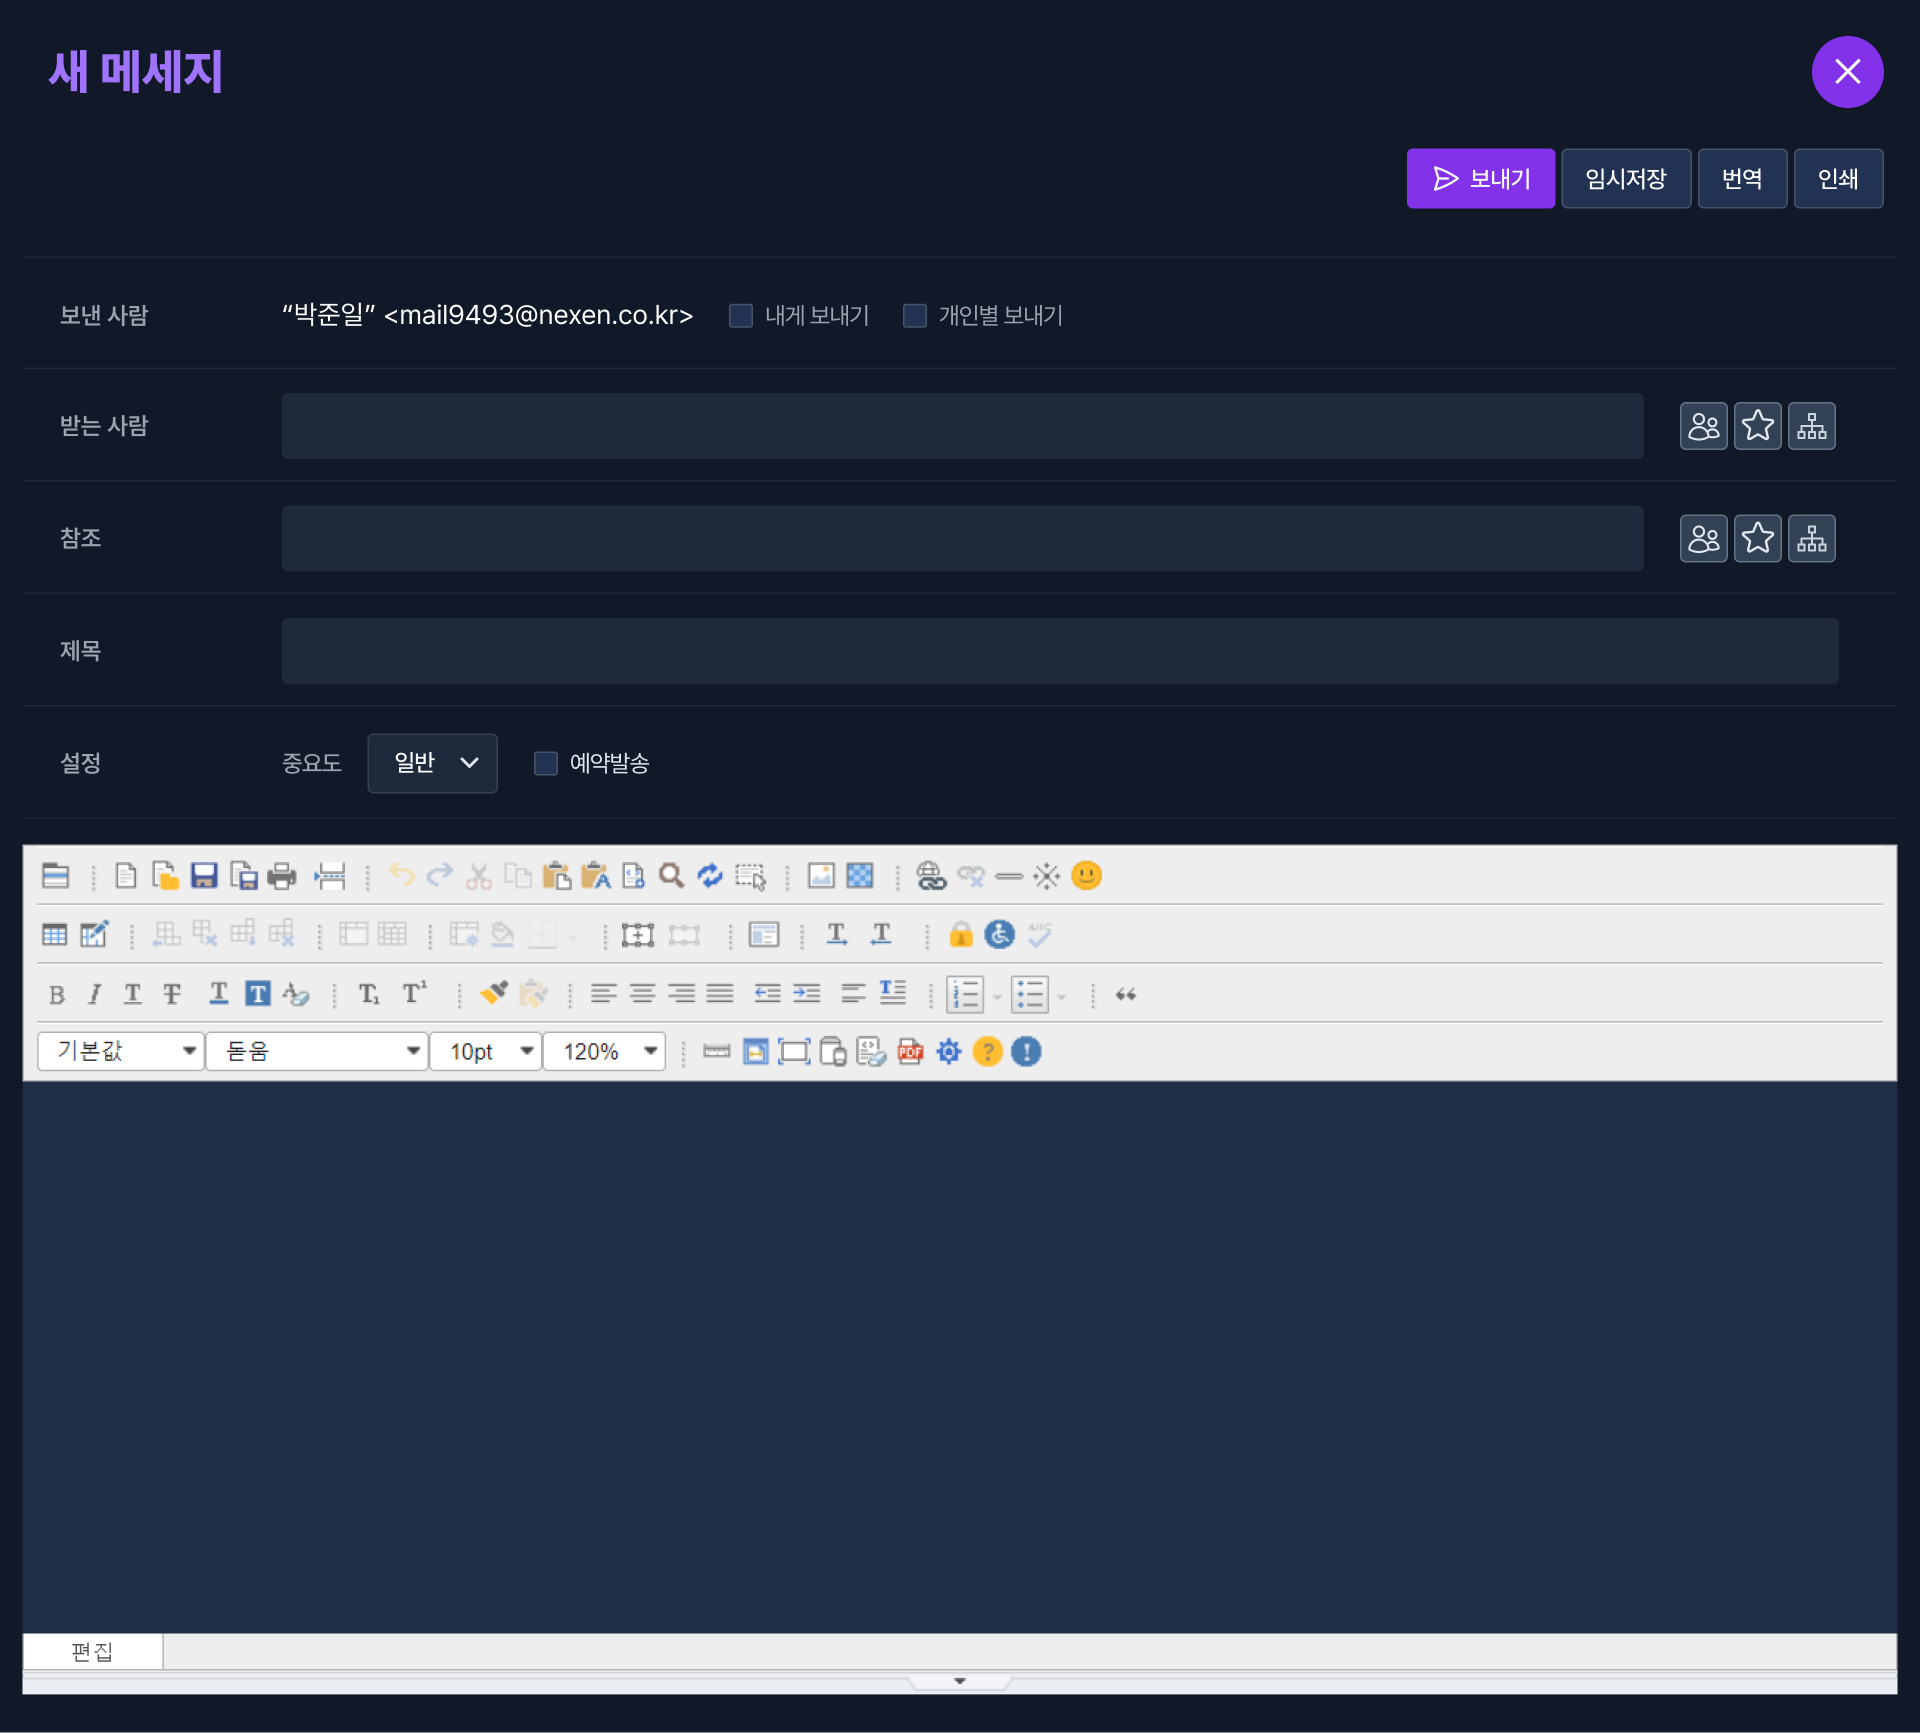 새 메세지
보내기 임시저장 번역 인쇄
보낸 사람 “박준일” <mail9493@nexen.co.kr> 내게 보내기 개인별 보내기
받는 사람
참조
제목
설정 중요도 일반 예약발송
기본값 돋움 10pt 120%
편집